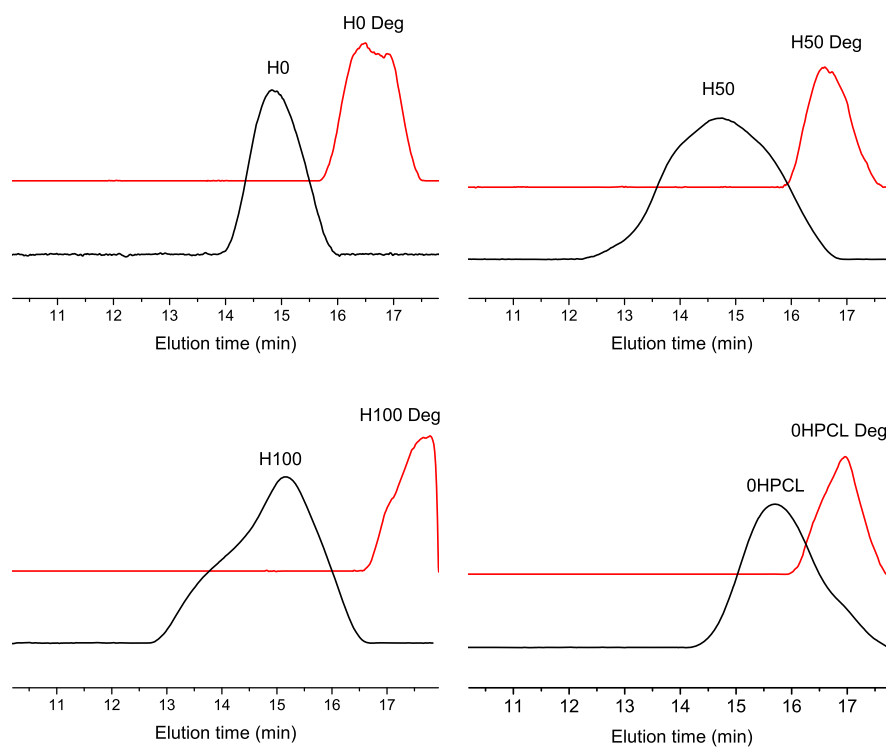 H0 Deg
H0
11 12 13 14 15 16 17
Elution time (min)
H50 Deg
H50
11 12 13 14 15 16 17
Elution time (min)
H100 Deg
H100
11 12 13 14 15 16 17
Elution time (min)
0HPCL Deg
0HPCL
11 12 13 14 15 16 17
Elution time (min)